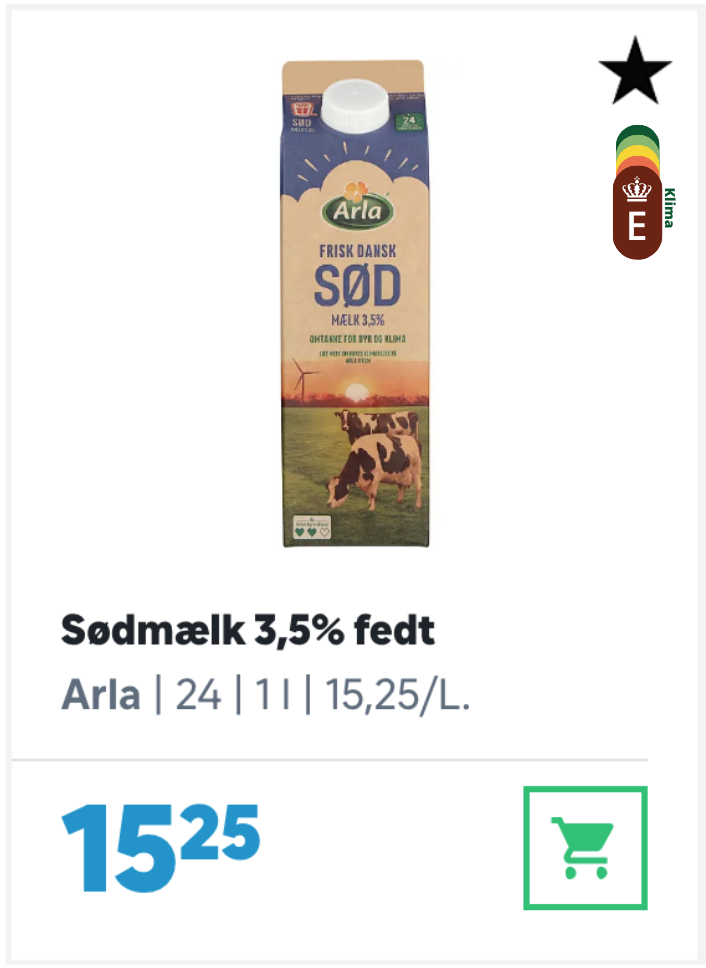 SØD
24
Arla
FRISK DANSK
SØD
MÆLK 3,5%
OMTANKE FOR DYR OG KLIMA
E
Klima
Sødmælk 3,5% fedt
Arla | 24 | 1 l | 15,25/L.
15 25